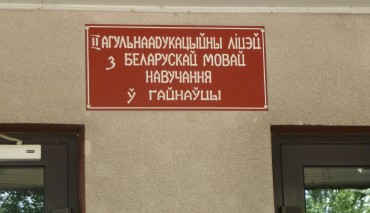 II АГУЛЬНААДУКАЦЫЙНЫ ЛІЦЭЙ
З БЕЛАРУСКАЙ МОВАЙ
НАВУЧАННЯ
Ў ГАЙНАЎЦЫ